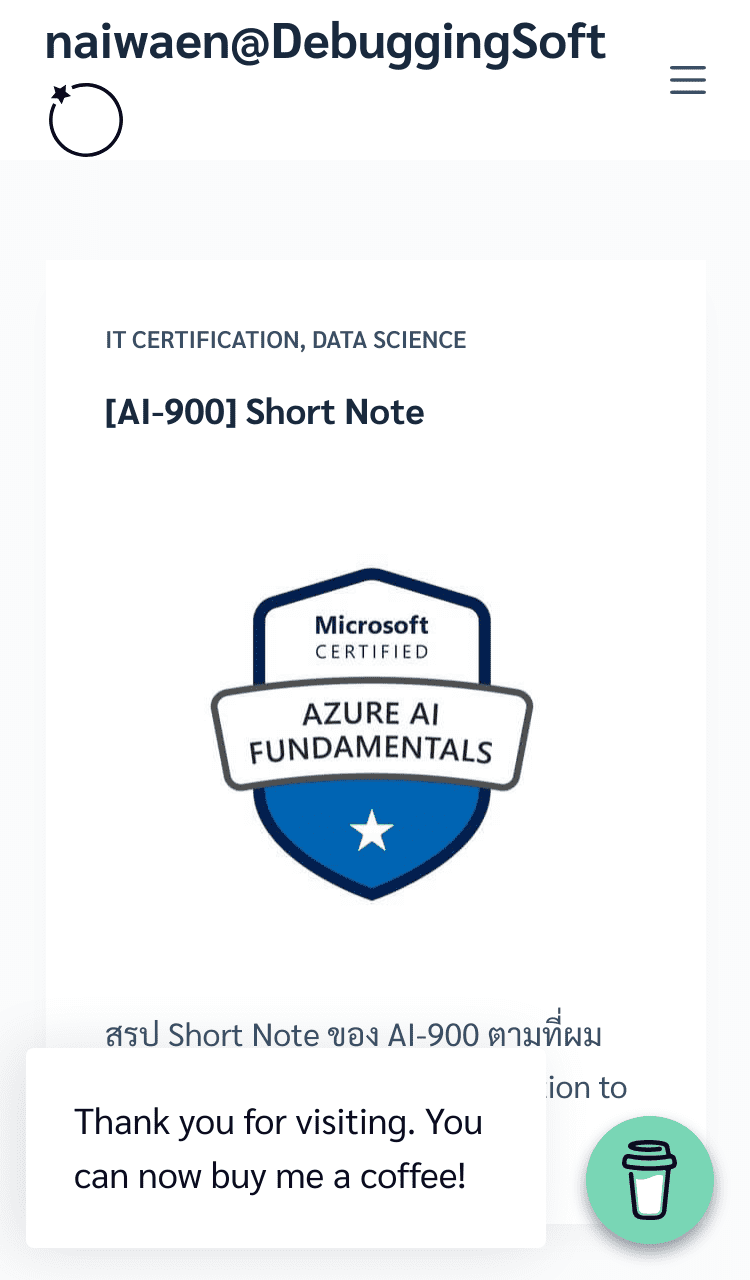 naiwaen@DebuggingSoft
IT CERTIFICATION, DATA SCIENCE
[AI-900] Short Note
Microsoft
CERTIFIED
AZURE AI
FUNDAMENTALS
สรุป Short Note ของ AI-900 ตามที่ผม
to
Thank you for visiting. You
can now buy me a coffee!